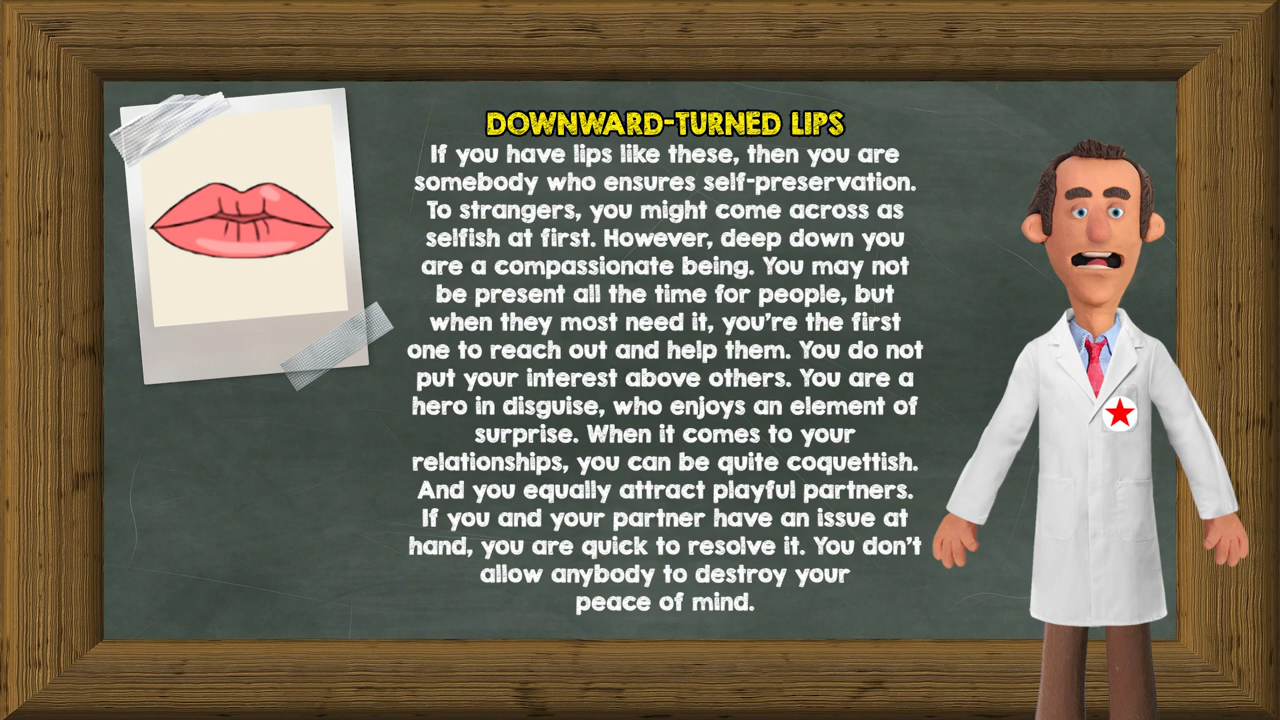 DOWNWARD-TURNED LIPS
If you have lips like these, then you are
somebody who ensures self-preservation.
To strangers, you might come across as
selfish at first. However, deep down you
are a compassionate being. You may not
be present all the time for people, but
when they most need it, you're the first
one to reach out and help them. You do not
put your interest above others. You are a
hero in disguise, who enjoys an element of
surprise. When it comes to your
relationships, you can be quite coquettish.
And you equally attract playful partners.
If you and your partner have an issue at
hand, you are quick to resolve it. You don't
allow anybody to destroy your
peace of mind.